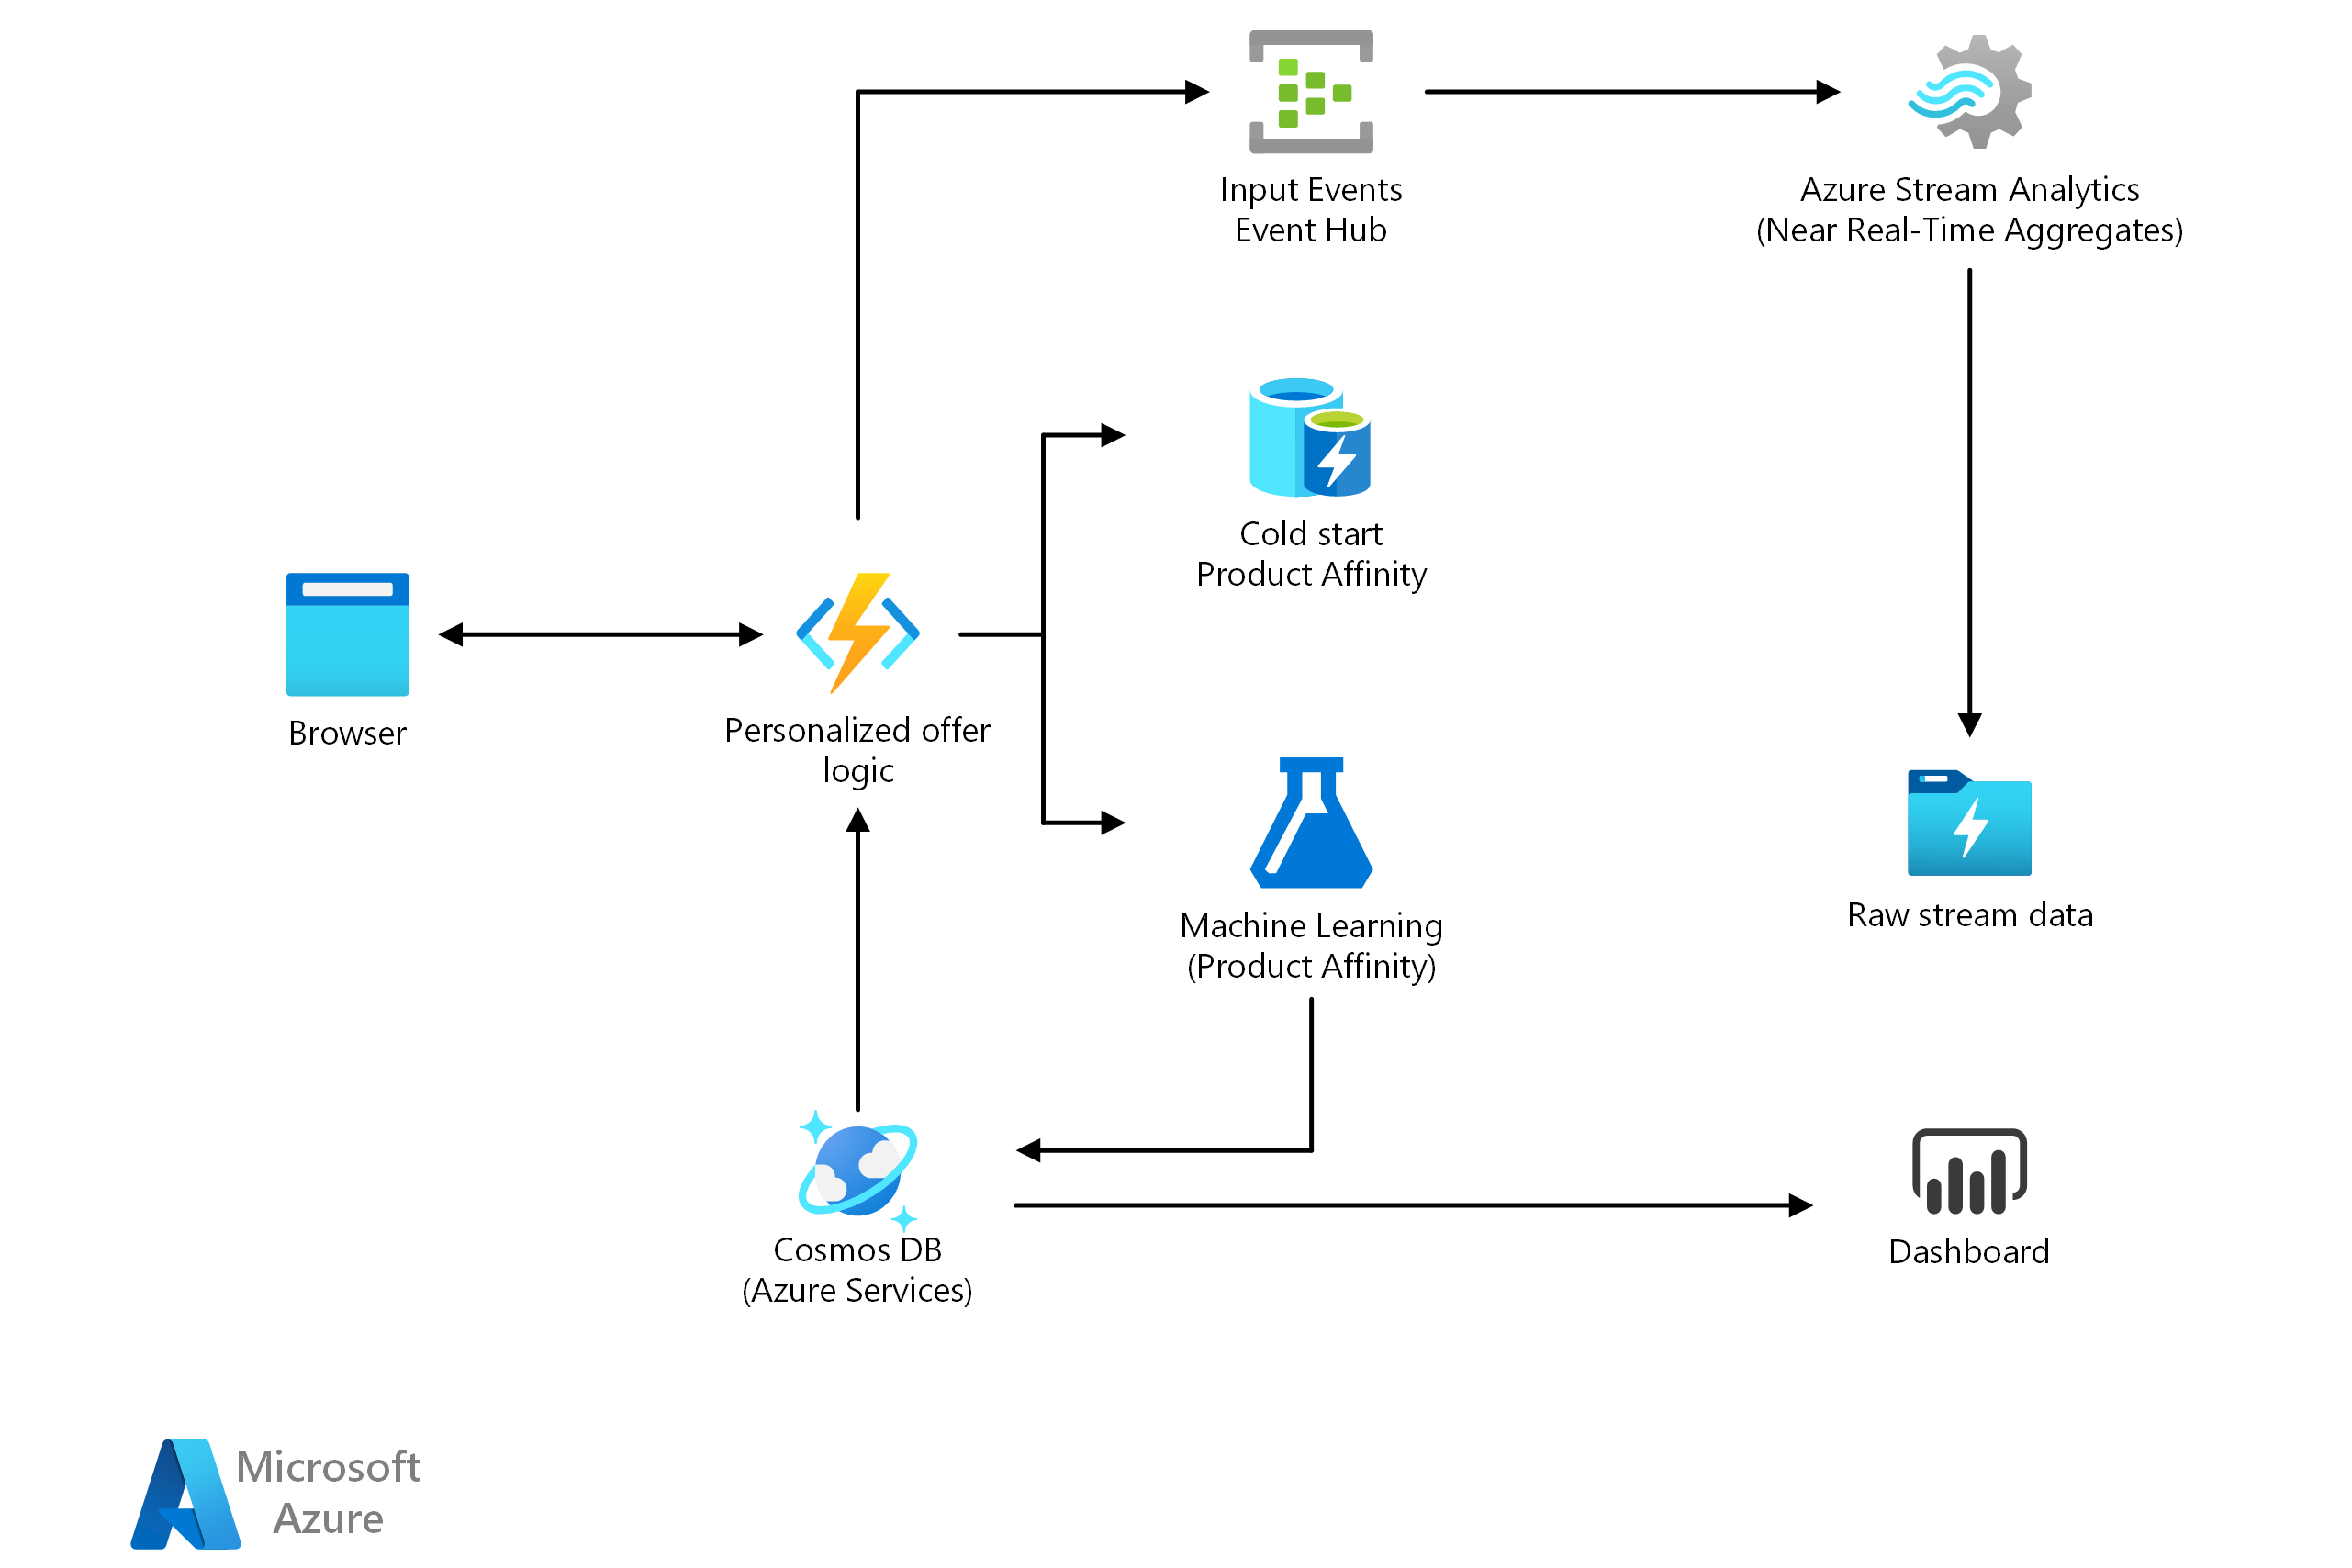 Input Events
Event Hub
Azure Stream Analytics
(Near Real-Time Aggregates)
Cold start
Product Affinity
Browser
Personalized offer
logic
Machine Learning
(Product Affinity)
Raw stream data
Cosmos DB
(Azure Services)
Dashboard
Microsoft
Azure